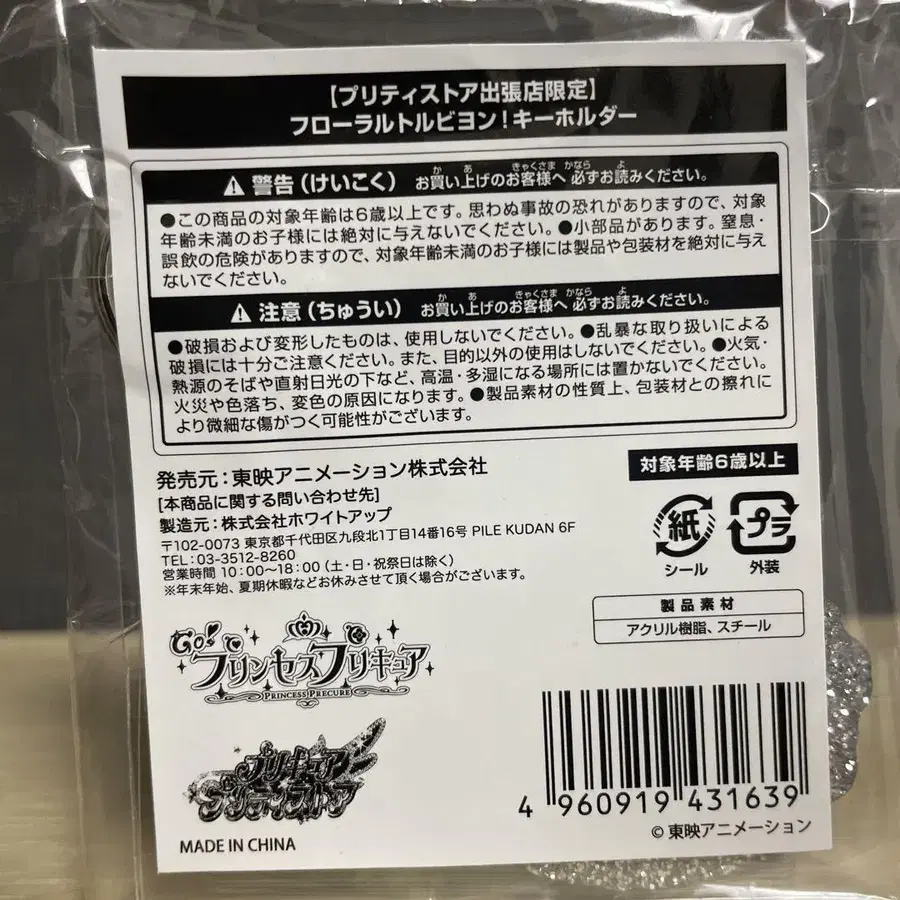 【プリティストア出張店限定】
フローラルトルビヨン！キーホルダー
⚠ 警告（けいこく） お買い上げのお客様へ 必ずお読みください。
か あ きゃくさま かなら よ
●この商品の対象年齢は6歳以上です。思わぬ事故の恐れがありますので、対象
年齢未満のお子様には絶対に与えないでください。●小部品があります。窒息・
誤飲の危険がありますので、対象年齢未満のお子様には製品や包装材を絶対に与え
ないでください。
⚠ 注意（ちゅうい） お買い上げのお客様へ 必ずお読みください。
か あ きゃくさま かなら よ
●破損および変形したものは、使用しないでください。●乱暴な取り扱いによる
破損には十分ご注意ください。また、目的以外の使用はしないでください。●火気・
熱源のそばや直射日光の下など、高温・多湿になる場所には置かないでください。
火災や色落ち、変色の原因になります。●製品素材の性質上、包装材との擦れに
より微細な傷がつく可能性がございます。
発売元：東映アニメーション株式会社
[本商品に関する問い合わせ先]
製造元：株式会社ホワイトアップ
〒102-0073 東京都千代田区九段北1丁目14番16号 PILE KUDAN 6F
TEL：03-3512-8260
営業時間 10：00〜18：00（土・日・祝祭日は除く）
※年末年始、夏期休暇などお休みさせて頂く場合がございます。
対象年齢6歳以上
紙
シール
プラ
外装
製品素材
アクリル樹脂、スチール
Go!プリンセスプリキュア
PRINCESS PRECURE
プリキュア
プリティストア
MADE IN CHINA
4 960919 431639
©東映アニメーション